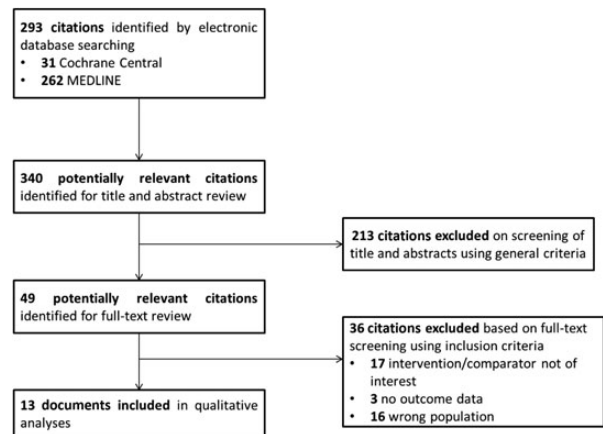 293 citations identified by electronic
database searching
• 31 Cochrane Central
• 262 MEDLINE
340 potentially relevant citations
identified for title and abstract review
213 citations excluded on screening of
title and abstracts using general criteria
49 potentially relevant citations
identified for full-text review
36 citations excluded based on full-text
screening using inclusion criteria
• 17 intervention/comparator not of
interest
• 3 no outcome data
• 16 wrong population
13 documents included in qualitative
analyses